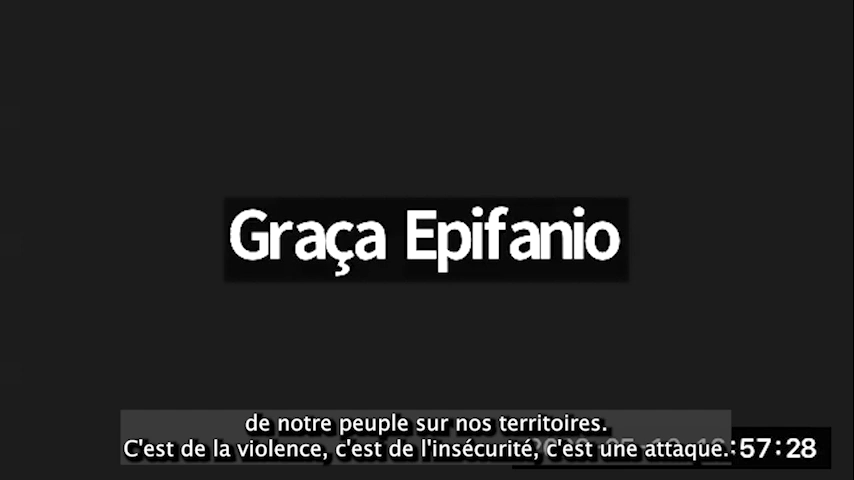 Graça Epifanio
de notre peuple sur nos territoires.
C'est de la violence, c'est de l'insécurité, c'est une attaque.
:57:28